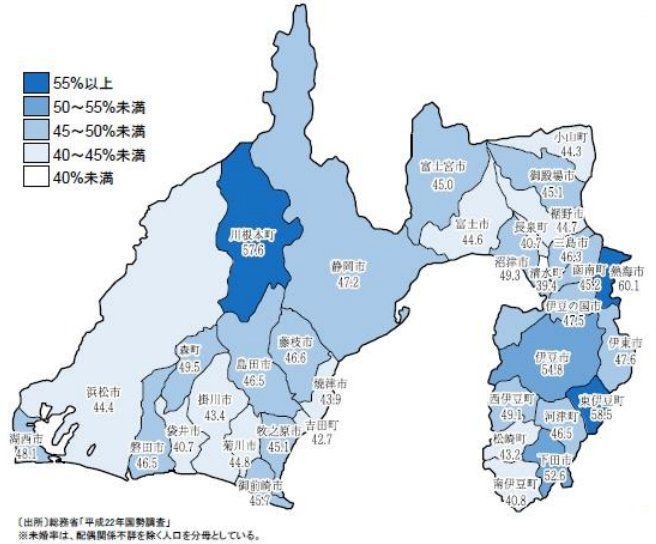 55%以上
50～55%未満
45～50%未満
40～45%未満
40%未満
小山町
44.3
富士宮市
45.0
御殿場市
45.1
裾野市
44.7
富士市
44.6
長泉町
40.7
三島市
46.3
川根本町
57.6
静岡市
47.2
沼津市
49.3
清水町
39.4
函南町
45.2
熱海市
60.1
伊豆の国市
47.5
森町
49.5
島田市
46.5
藤枝市
46.6
伊豆市
54.8
伊東市
47.6
浜松市
44.4
掛川市
43.4
焼津市
43.9
西伊豆町
49.1
東伊豆町
58.5
湖西市
48.1
磐田市
46.5
袋井市
40.7
菊川市
44.8
牧之原市
45.1
吉田町
42.7
河津町
46.5
松崎町
43.2
御前崎市
45.7
下田市
52.6
南伊豆町
40.8
〔出所〕総務省「平成22年国勢調査」
※未婚率は、配偶関係不詳を除く人口を分母としている。